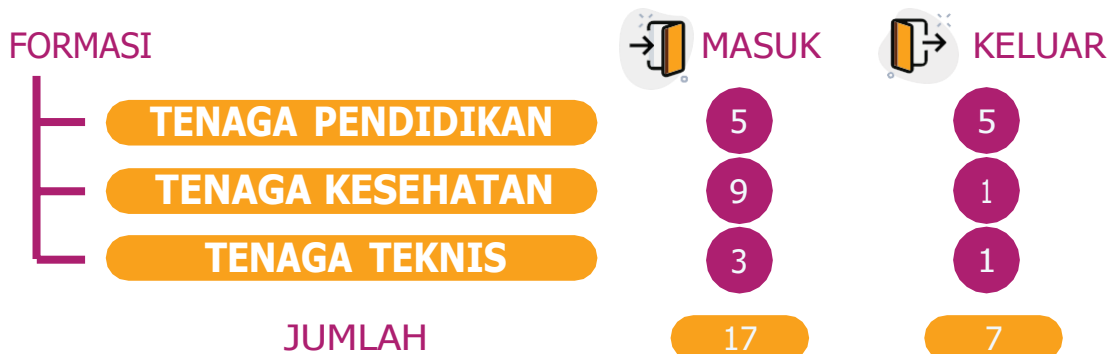 FORMASI MASUK KELUAR
TENAGA PENDIDIKAN 5 5
TENAGA KESEHATAN 9 1
TENAGA TEKNIS 3 1
JUMLAH 17 7